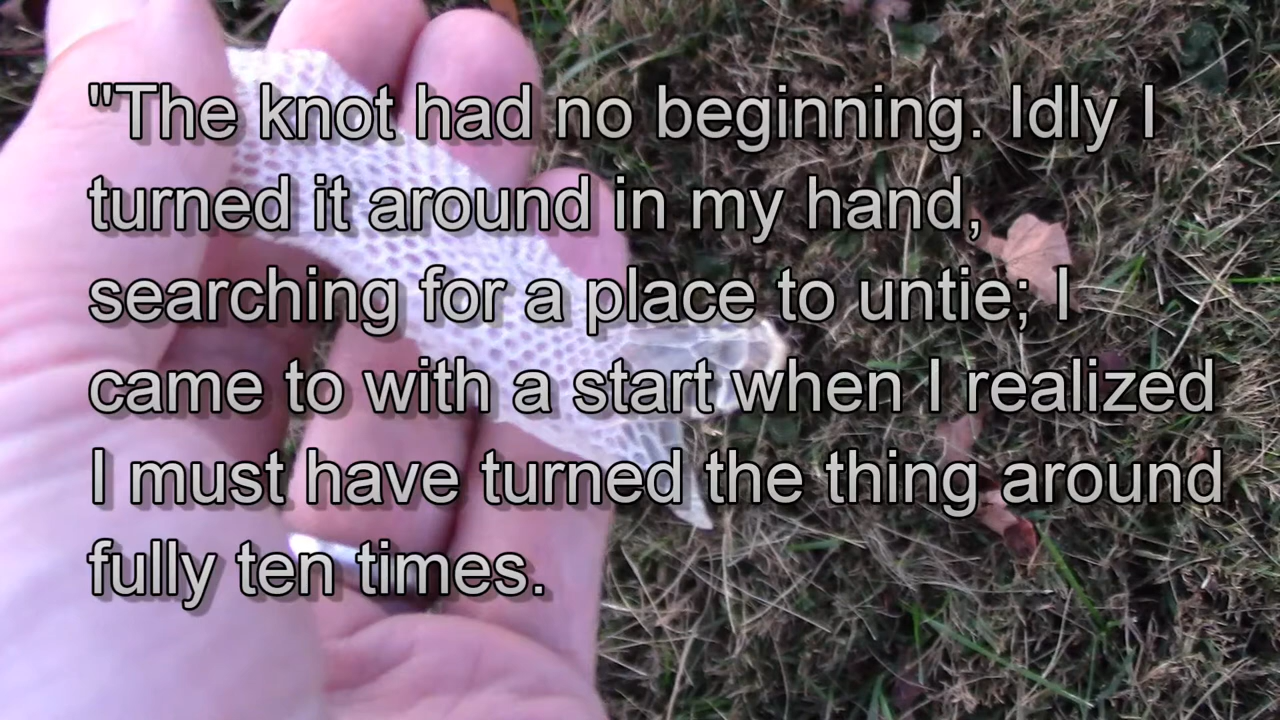 "The knot had no beginning. Idly I
turned it around in my hand,
searching for a place to untie; I
came to with a start when I realized
I must have turned the thing around
fully ten times.